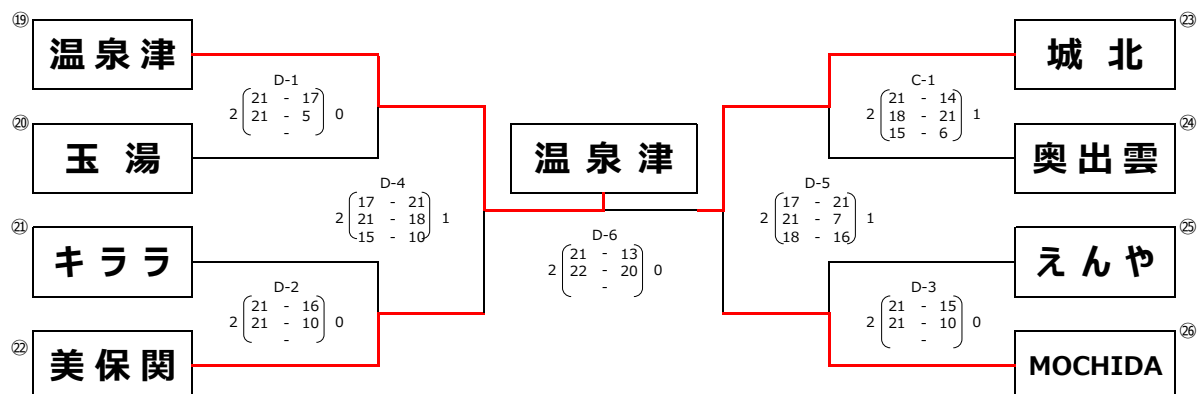 ⑲
温泉津
D-1
21 - 17
2 21 - 5 0
-
⑳
玉湯
D-4
17 - 21
2 21 - 18 1
15 - 10
㉑
キララ
D-2
21 - 16
2 21 - 10 0
-
㉒
美保関
温泉津
D-6
21 - 13
2 22 - 20 0
-
㉓
城北
C-1
21 - 14
2 18 - 21 1
15 - 6
㉔
奥出雲
D-5
17 - 21
2 21 - 7 1
18 - 16
㉕
えんや
D-3
21 - 15
2 21 - 10 0
-
㉖
MOCHIDA